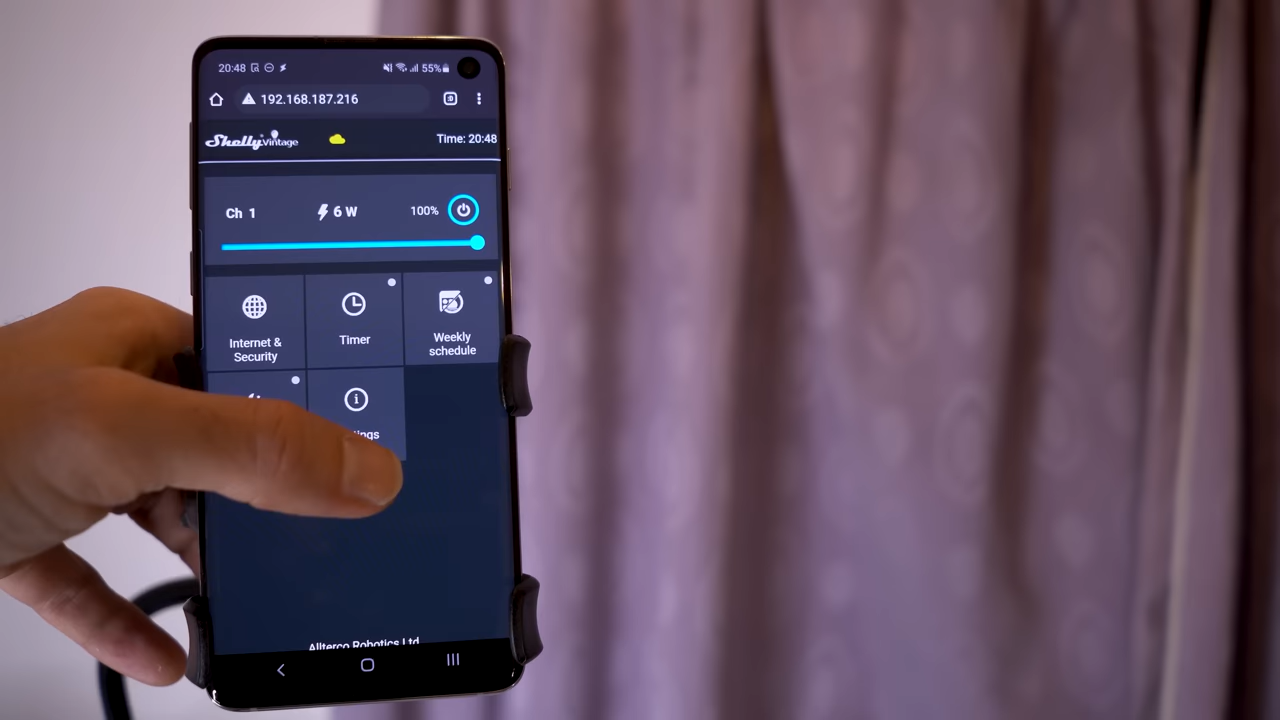 20:48 55%
192.168.187.216
Shelly Vintage Time: 20:48
Ch 1 6 W 100%
Internet &
Security
Timer
Weekly
schedule
Allterco Robotics Ltd